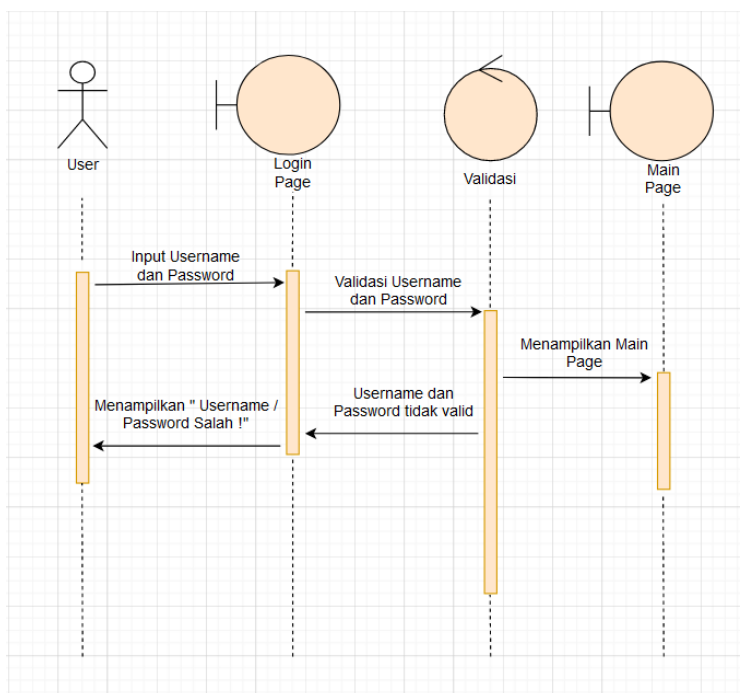 User
Login
Page
Validasi
Main
Page
Input Username
dan Password
Validasi Username
dan Password
Menampilkan Main
Page
Username dan
Password tidak valid
Menampilkan " Username /
Password Salah !"